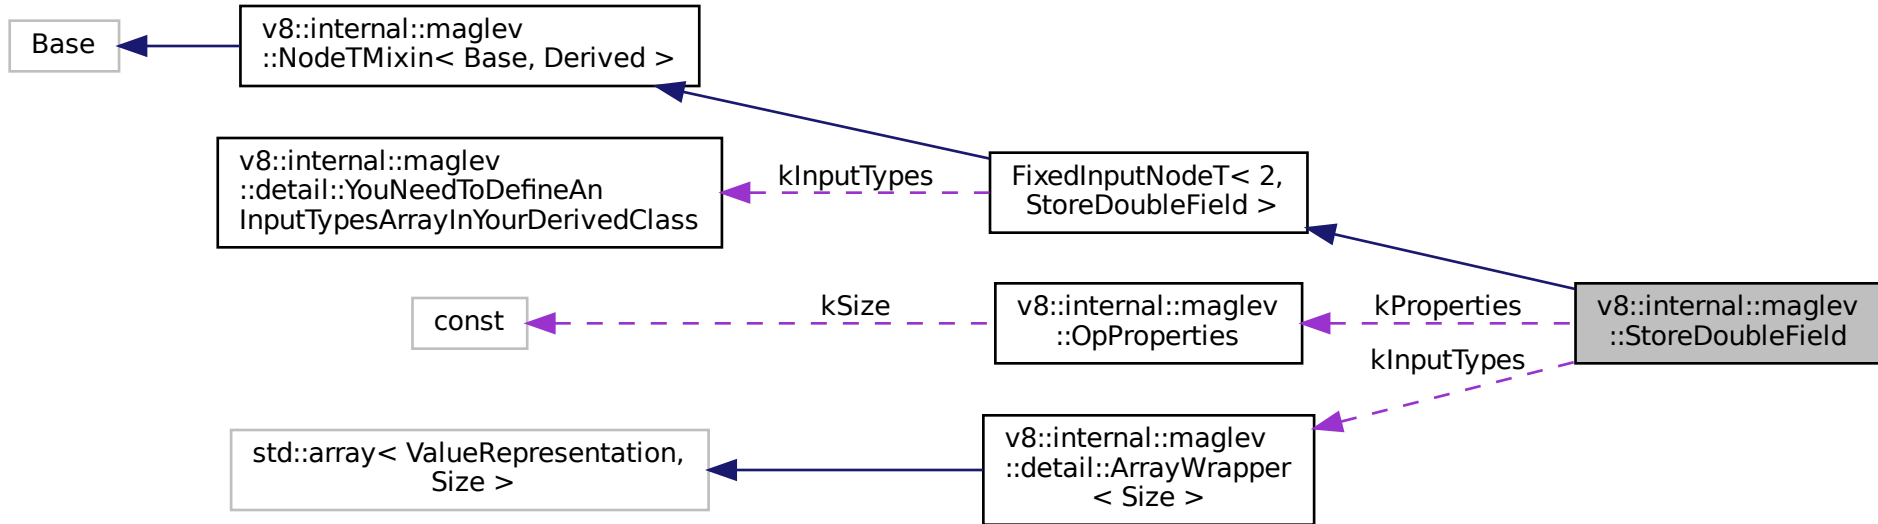 Base
v8::internal::maglev
::NodeTMixin< Base, Derived >
v8::internal::maglev
::detail::YouNeedToDefineAn
InputTypesArrayInYourDerivedClass
kInputTypes
FixedInputNodeT< 2,
StoreDoubleField >
const
kSize
v8::internal::maglev
::OpProperties
kProperties
v8::internal::maglev
::StoreDoubleField
kInputTypes
std::array< ValueRepresentation,
Size >
v8::internal::maglev
::detail::ArrayWrapper
< Size >